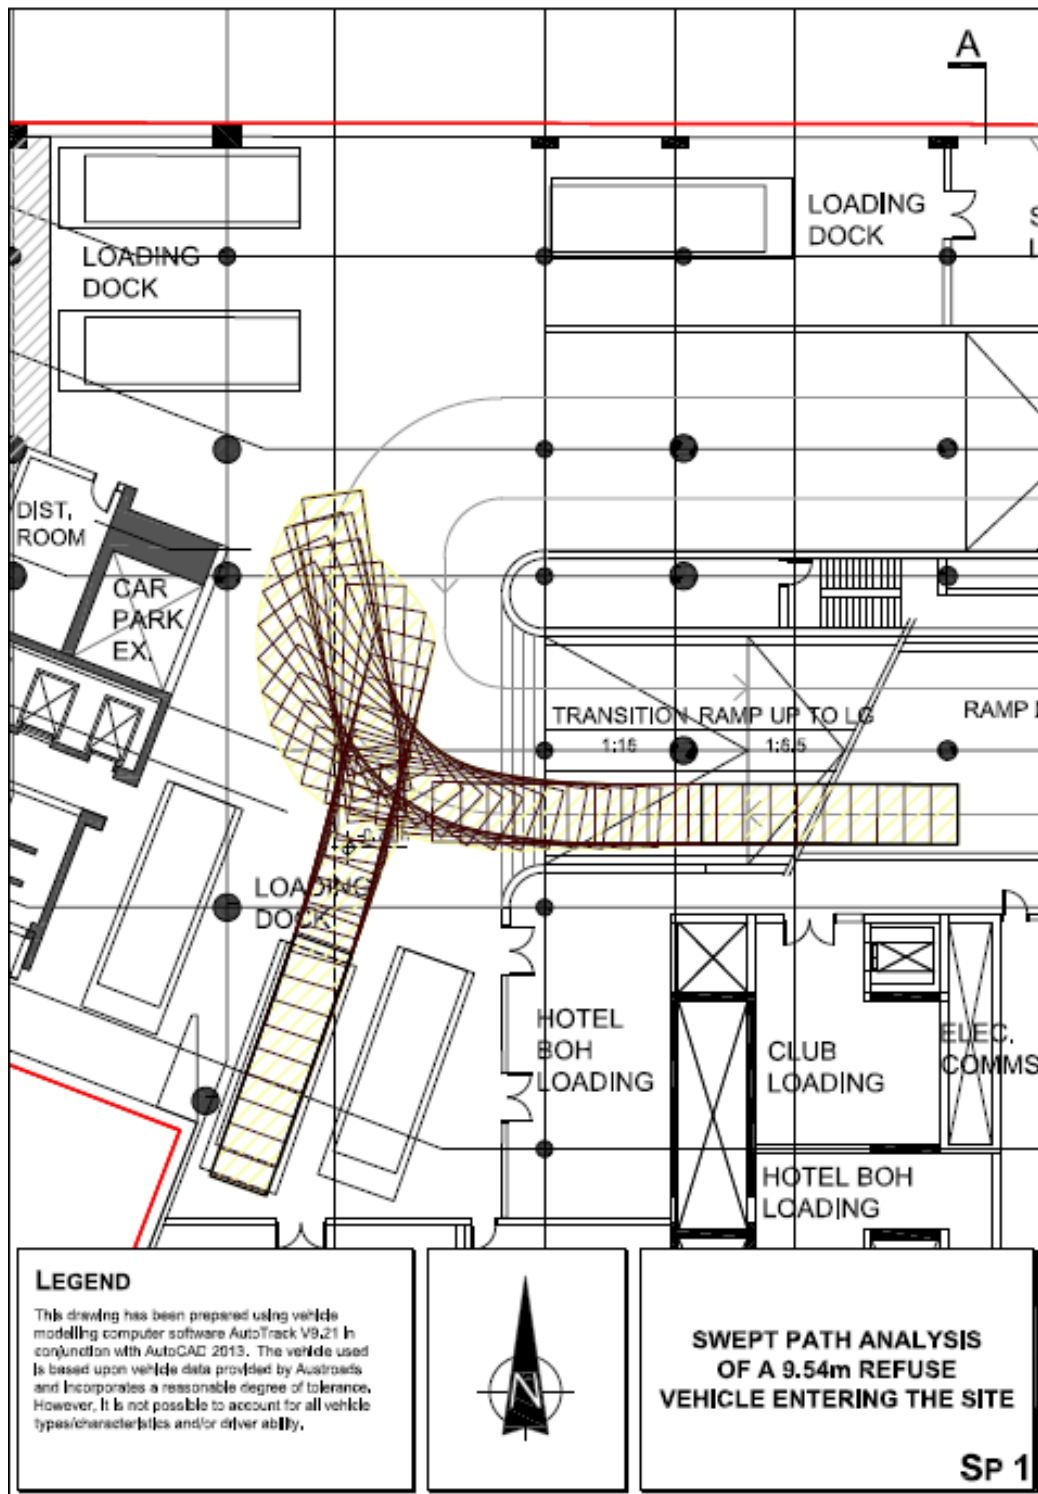 A
LOADING
DOCK
LOADING
DOCK
DIST.
ROOM
CAR
PARK
EX.
TRANSITION RAMP UP TO LG
1:16
1:6.5
RAMP
LOADING
DOCK
HOTEL
BOH
LOADING
CLUB
LOADING
ELEC.
COMMS
HOTEL BOH
LOADING
LEGEND
This drawing has been prepared using vehicle
modelling computer software AutoTrack V9.21 in
conjunction with AutoCAD 2013. The vehicle used
is based upon vehicle data provided by Austroads
and incorporates a reasonable degree of tolerance.
However, it is not possible to account for all vehicle
types/characteristics and/or driver ability.
N
SWEPT PATH ANALYSIS
OF A 9.54m REFUSE
VEHICLE ENTERING THE SITE
SP 1